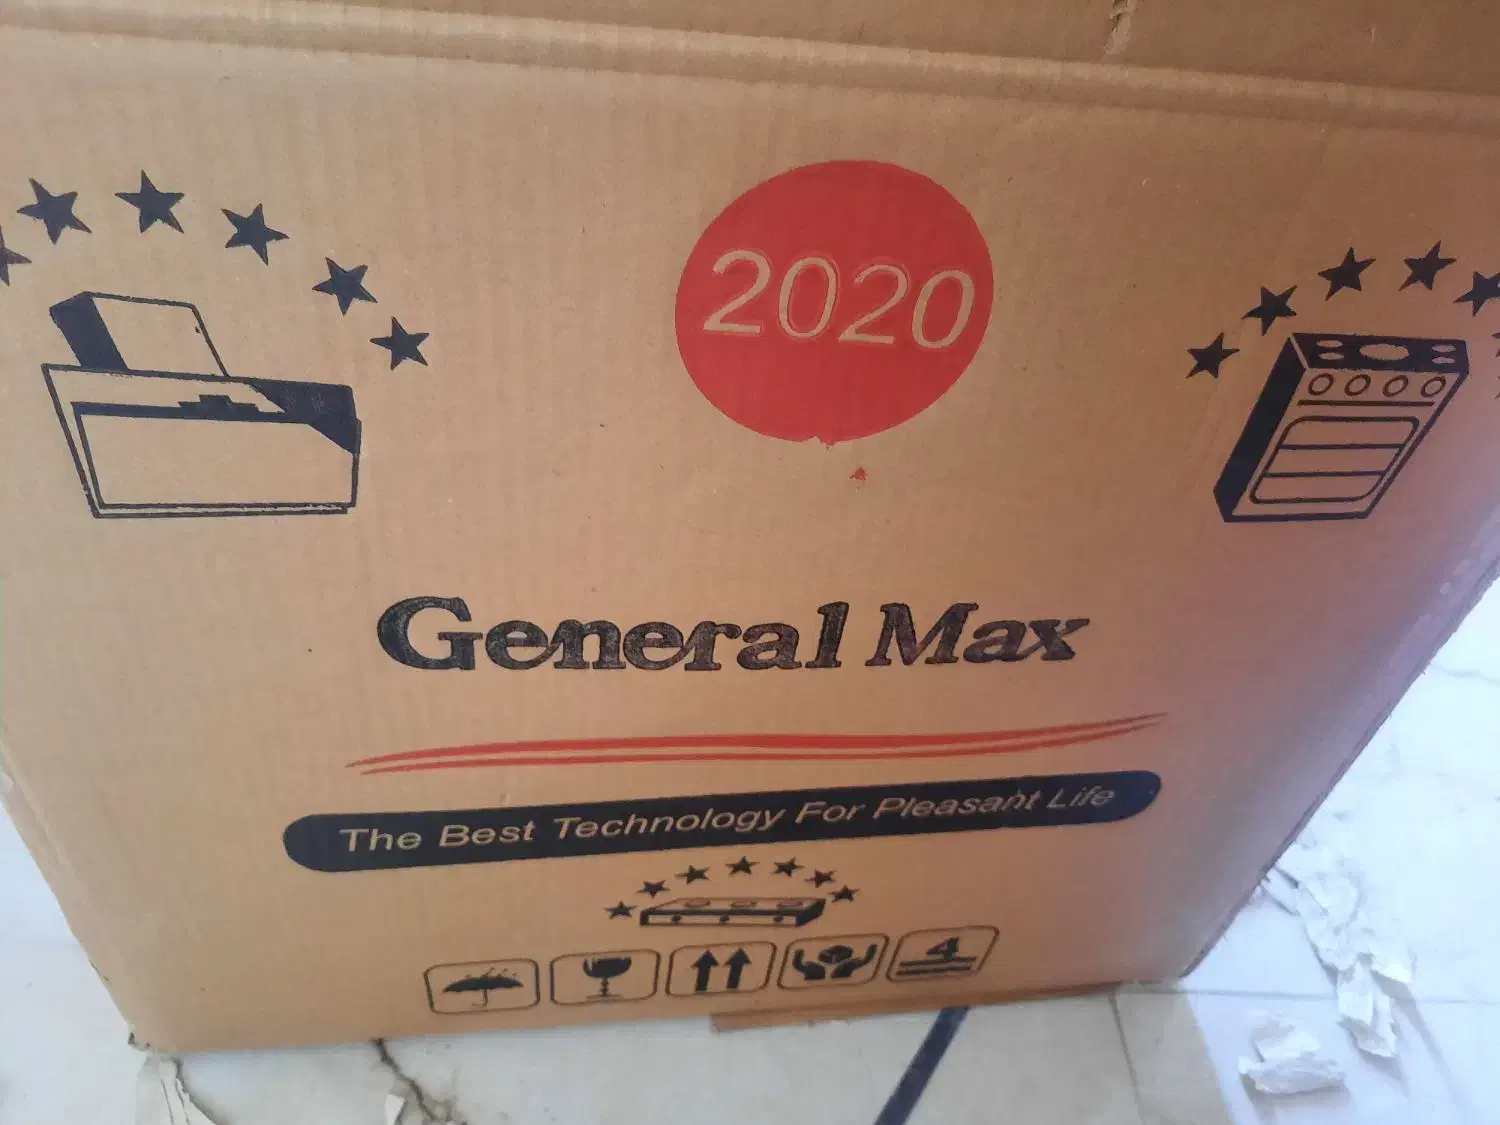 2020
General Max
The Best Technology For Pleasant Life
4